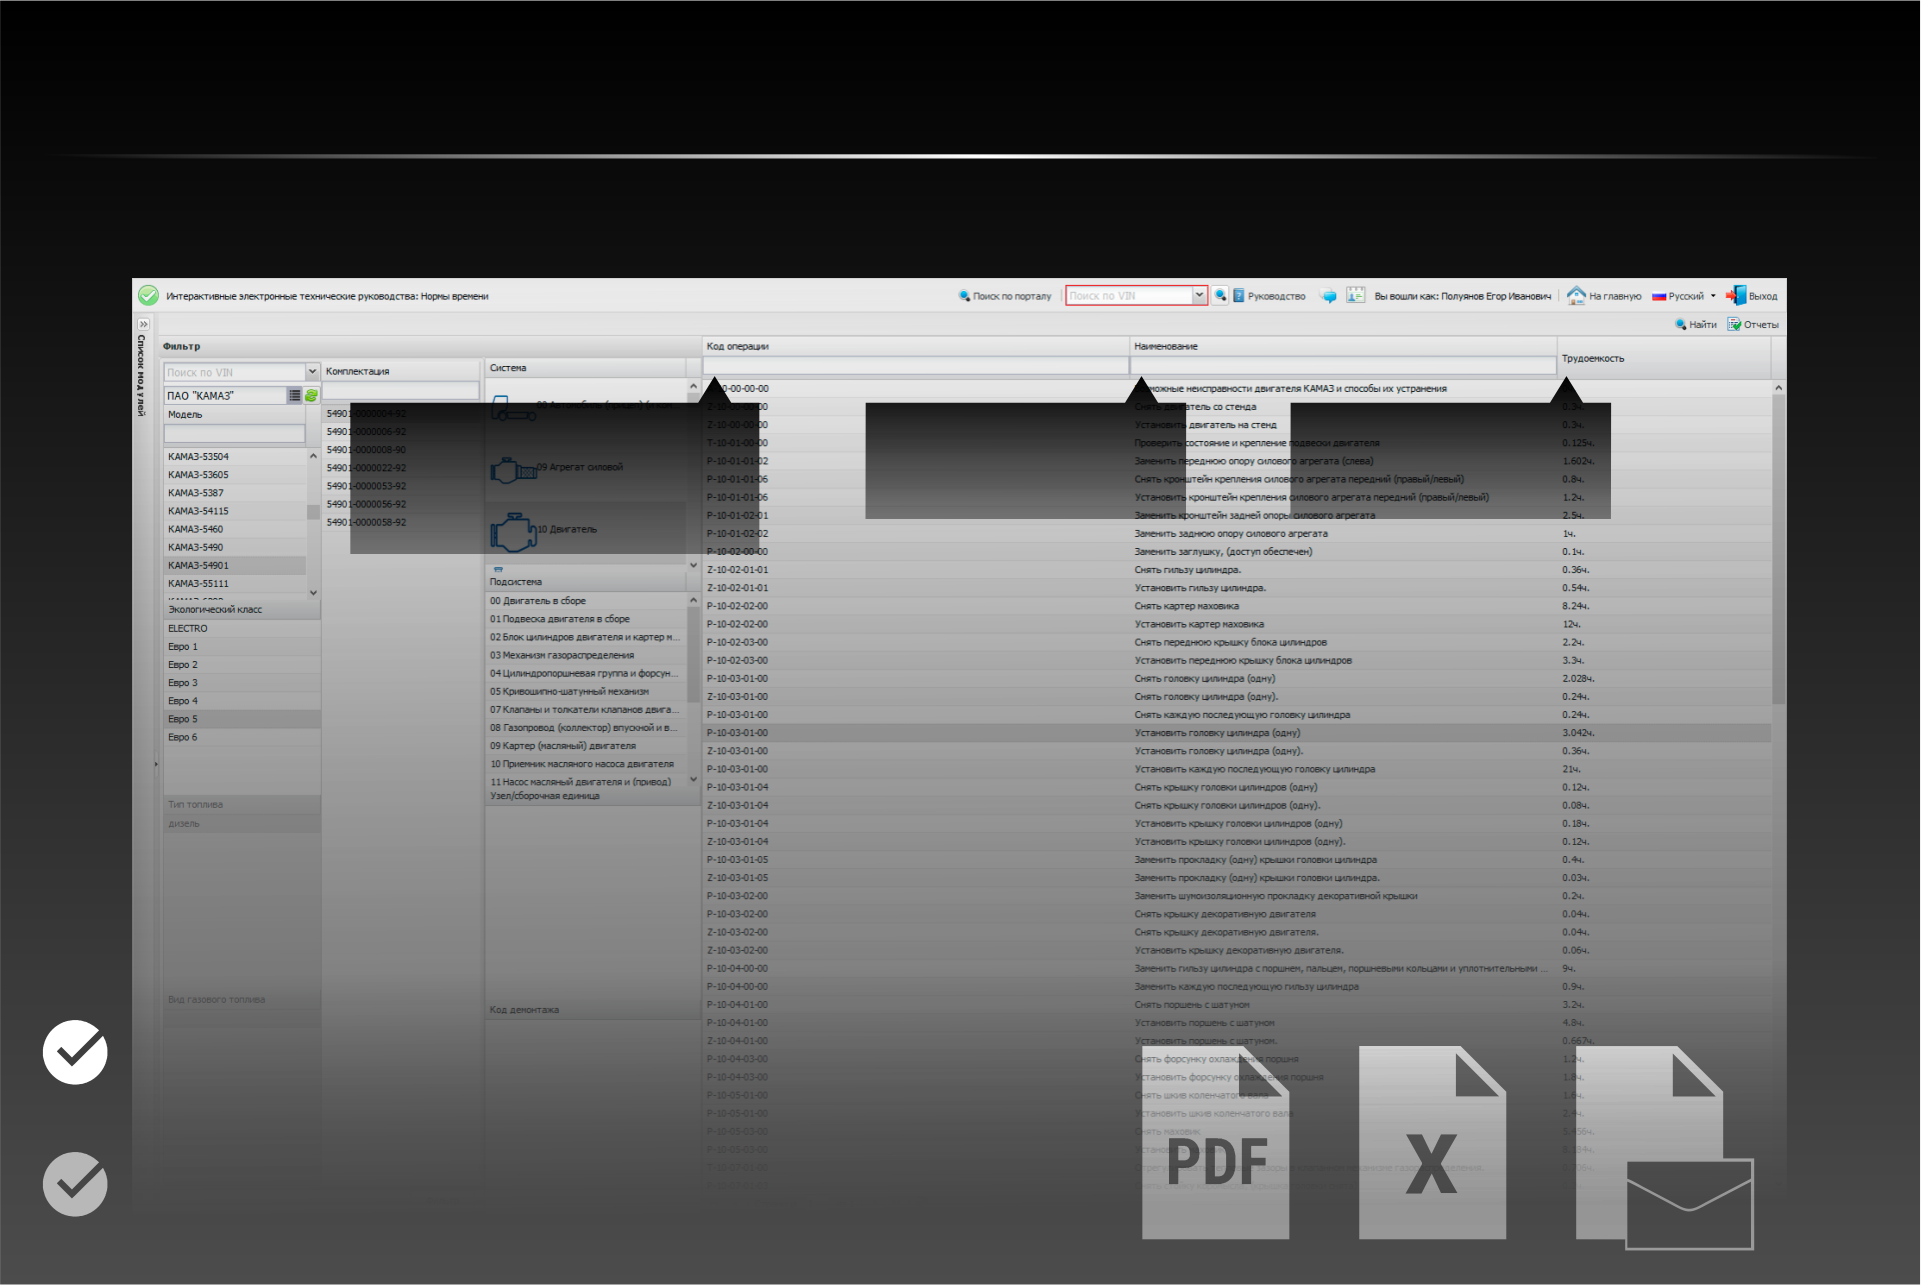 Интерактивные электронные технические руководства: Нормы времени
Поиск по порталу
Поиск по VIN
Руководство
Вы вошли как: Полуянов Егор Иванович
На главную
Русский
Выход
Найти
Отчеты
Список модулей
Фильтр
Поиск по VIN
ПАО "КАМАЗ"
Модель
КАМАЗ-53504
КАМАЗ-53605
КАМАЗ-5387
КАМАЗ-54115
КАМАЗ-5460
КАМАЗ-5490
КАМАЗ-54901
КАМАЗ-55111
Экологический класс
ELECTRO
Евро 1
Евро 2
Евро 3
Евро 4
Евро 5
Евро 6
Тип топлива
дизель
Вид газового топлива
Комплектация
54901-0000004-92
54901-0000006-92
54901-0000008-90
54901-0000022-92
54901-0000053-92
54901-0000056-92
54901-0000058-92
Система
09 Агрегат силовой
10 Двигатель
Подсистема
00 Двигатель в сборе
01 Подвеска двигателя в сборе
02 Блок цилиндров двигателя и картер м...
03 Механизм газораспределения
04 Цилиндропоршневая группа и форсун...
05 Кривошипно-шатунный механизм
07 Клапаны и толкатели клапанов двига...
08 Газопровод (коллектор) впускной и в...
09 Картер (масляный) двигателя
10 Приемник масляного насоса двигателя
11 Насос масляный двигателя и (привод)
Узел/сборочная единица
Код демонтажа
Код операции Наименование Трудоемкость
-10-00-00-00 можные неисправности двигателя КАМАЗ и способы их устранения
Z-10-00-00-00 Снять двигатель со стенда 0.3ч.
Z-10-00-00-00 Установить двигатель на стенд 0.3ч.
T-10-01-00-00 Проверить состояние и крепление подвески двигателя 0.125ч.
P-10-01-01-02 Заменить переднюю опору силового агрегата (слева) 1.602ч.
P-10-01-01-06 Снять кронштейн крепления силового агрегата передний (правый/левый) 0.8ч.
P-10-01-01-06 Установить кронштейн крепления силового агрегата передний (правый/левый) 1.2ч.
P-10-01-02-01 Заменить кронштейн задней опоры силового агрегата 2.5ч.
P-10-01-02-02 Заменить заднюю опору силового агрегата 1ч.
P-10-02-00-00 Заменить заглушку, (доступ обеспечен) 0.1ч.
Z-10-02-01-01 Снять гильзу цилиндра. 0.36ч.
Z-10-02-01-01 Установить гильзу цилиндра. 0.54ч.
P-10-02-02-00 Снять картер маховика 8.24ч.
P-10-02-02-00 Установить картер маховика 12ч.
P-10-02-03-00 Снять переднюю крышку блока цилиндров 2.2ч.
P-10-02-03-00 Установить переднюю крышку блока цилиндров 3.3ч.
P-10-03-01-00 Снять головку цилиндра (одну) 2.028ч.
Z-10-03-01-00 Снять головку цилиндра (одну). 0.24ч.
P-10-03-01-00 Снять каждую последующую головку цилиндра 0.24ч.
P-10-03-01-00 Установить головку цилиндра (одну) 3.042ч.
Z-10-03-01-00 Установить головку цилиндра (одну). 0.36ч.
P-10-03-01-00 Установить каждую последующую головку цилиндра 21ч.
P-10-03-01-04 Снять крышку головки цилиндров (одну) 0.12ч.
Z-10-03-01-04 Снять крышку головки цилиндров (одну). 0.08ч.
P-10-03-01-04 Установить крышку головки цилиндров (одну) 0.18ч.
Z-10-03-01-04 Установить крышку головки цилиндров (одну). 0.12ч.
P-10-03-01-05 Заменить прокладку (одну) крышки головки цилиндра 0.4ч.
Z-10-03-01-05 Заменить прокладку (одну) крышки головки цилиндра. 0.03ч.
P-10-03-02-00 Заменить шумоизоляционную прокладку декоративной крышки 0.2ч.
P-10-03-02-00 Снять крышку декоративную двигателя 0.04ч.
Z-10-03-02-00 Снять крышку декоративную двигателя. 0.04ч.
Z-10-03-02-00 Установить крышку декоративную двигателя. 0.06ч.
P-10-04-00-00 Заменить гильзу цилиндра с поршнем, пальцем, поршневыми кольцами и уплотнительными ... 9ч.
P-10-04-00-00 Заменить каждую последующую гильзу цилиндра 0.9ч.
P-10-04-01-00 Снять поршень с шатуном 3.2ч.
P-10-04-01-00 Установить поршень с шатуном 4.8ч.
Z-10-04-01-00 Установить поршень с шатуном. 0.667ч.
P-10-04-03-00 Снять форсунку охлаждения поршня 1.2ч.
P-10-04-03-00 Установить форсунку охлаждения поршня 1.8ч.
P-10-05-01-00 Снять шкив коленчатого вала 1.6ч.
P-10-05-01-00 Установить шкив коленчатого вала 2.4ч.
P-10-05-03-00 Снять маховик
PDF
X